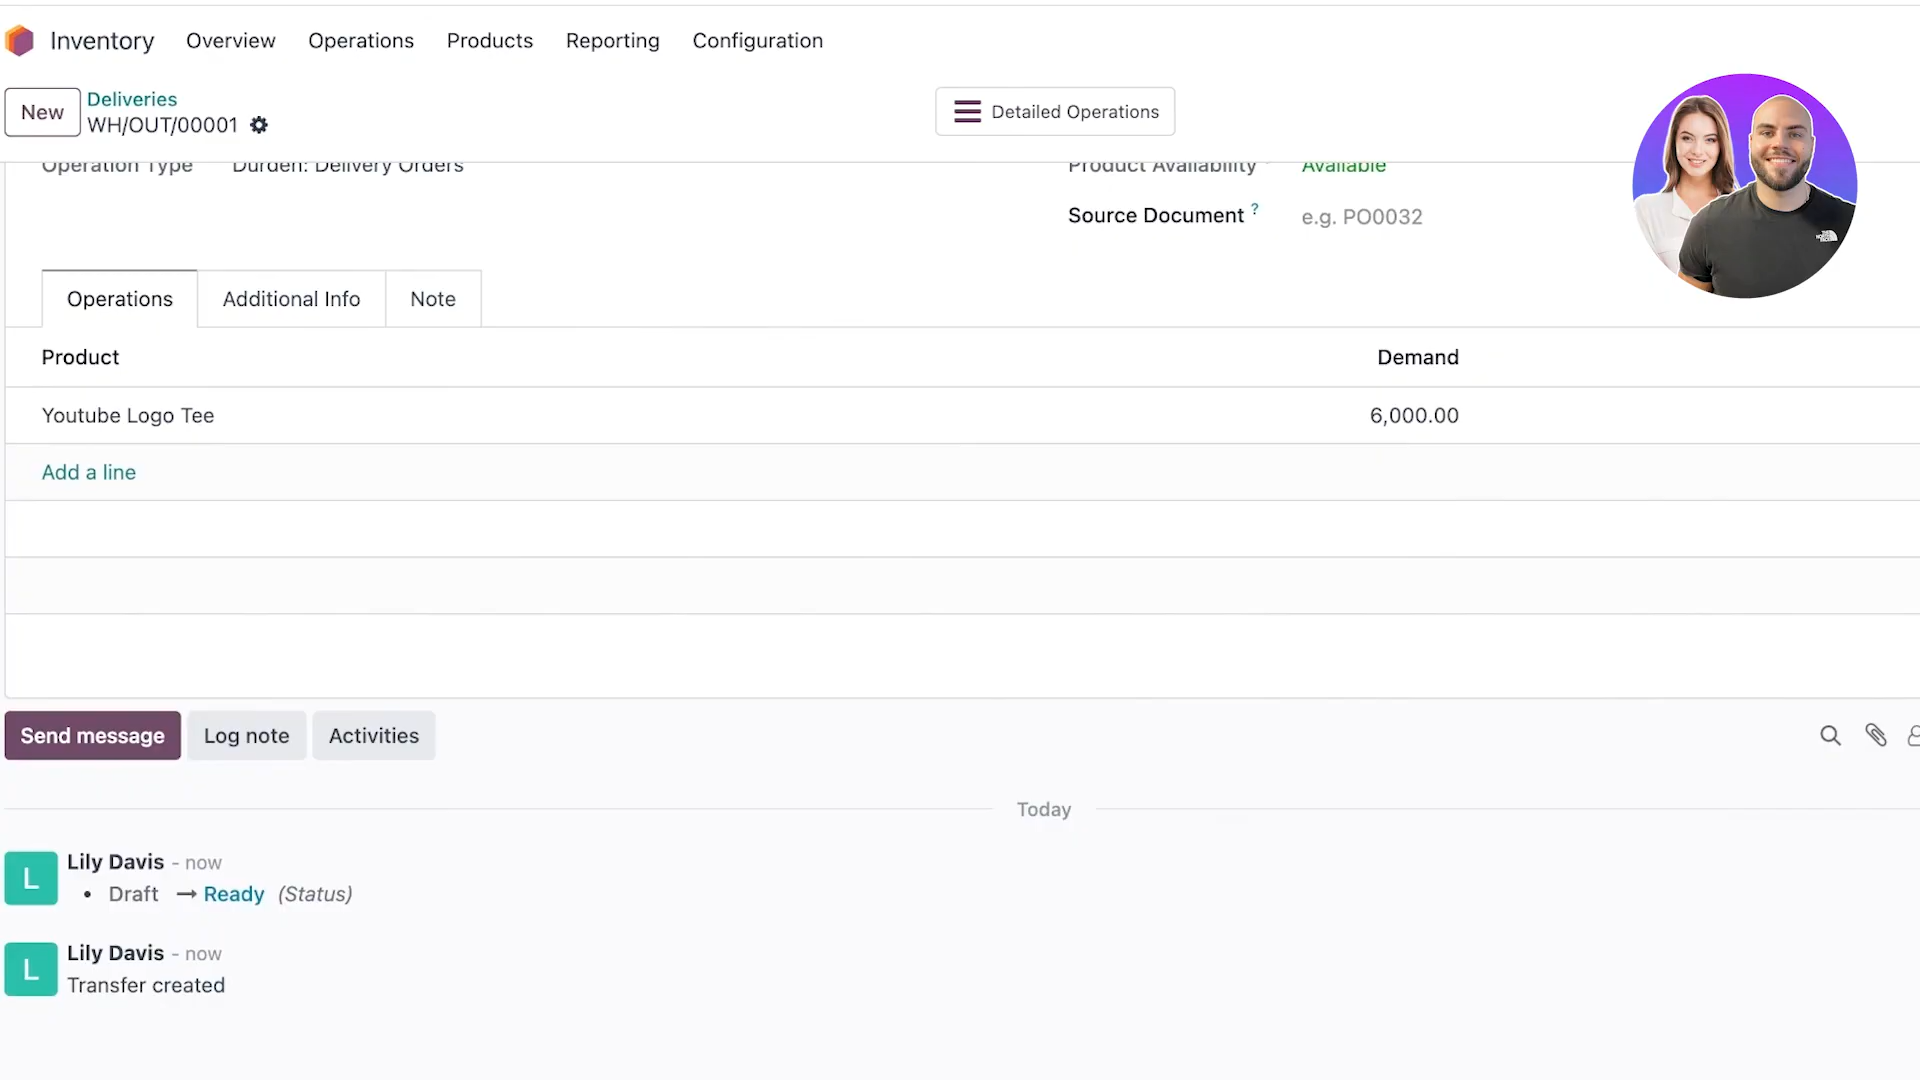 Inventory Overview Operations Products Reporting Configuration
New
Deliveries
WH/OUT/00001
Detailed Operations
Operation Type Durden: Delivery Orders
Product Availability Available
Source Document ? e.g. PO0032
Operations Additional Info Note
Product Demand
Youtube Logo Tee 6,000.00
Add a line
Send message Log note Activities
Today
L
Lily Davis - now
• Draft → Ready (Status)
L
Lily Davis - now
Transfer created